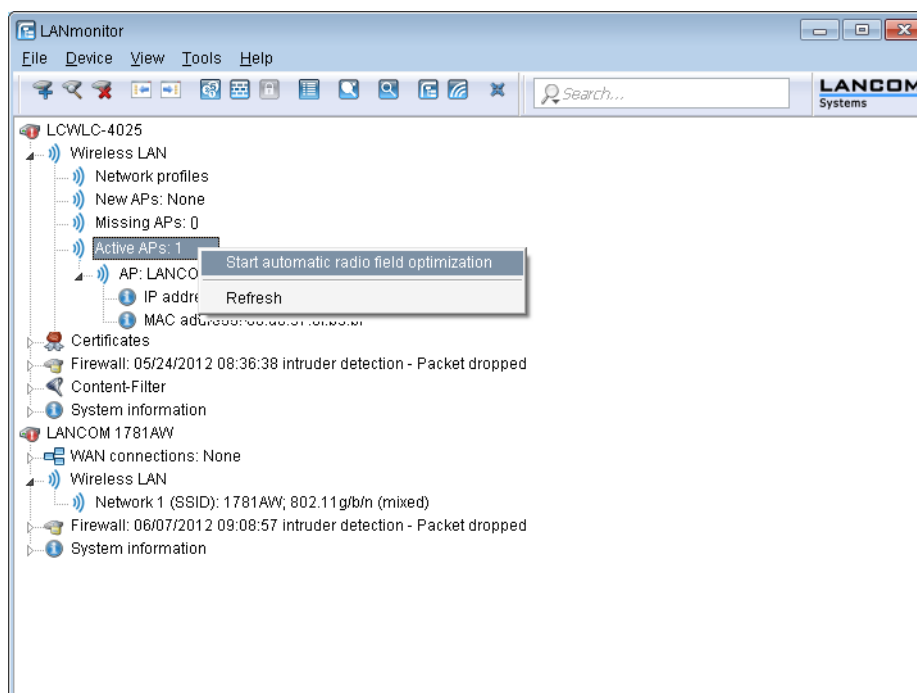 LANmonitor
File Device View Tools Help
Search...
LANCOM
Systems
LCWLC-4025
Wireless LAN
Network profiles
New APs: None
Missing APs: 0
Active APs: 1
Start automatic radio field optimization
AP: LANCO
IP addre
Refresh
MAC
Certificates
Firewall: 05/24/2012 08:36:38 intruder detection - Packet dropped
Content-Filter
System information
LANCOM 1781AW
WAN connections: None
Wireless LAN
Network 1 (SSID): 1781AW; 802.11g/b/n (mixed)
Firewall: 06/07/2012 09:08:57 intruder detection - Packet dropped
System information